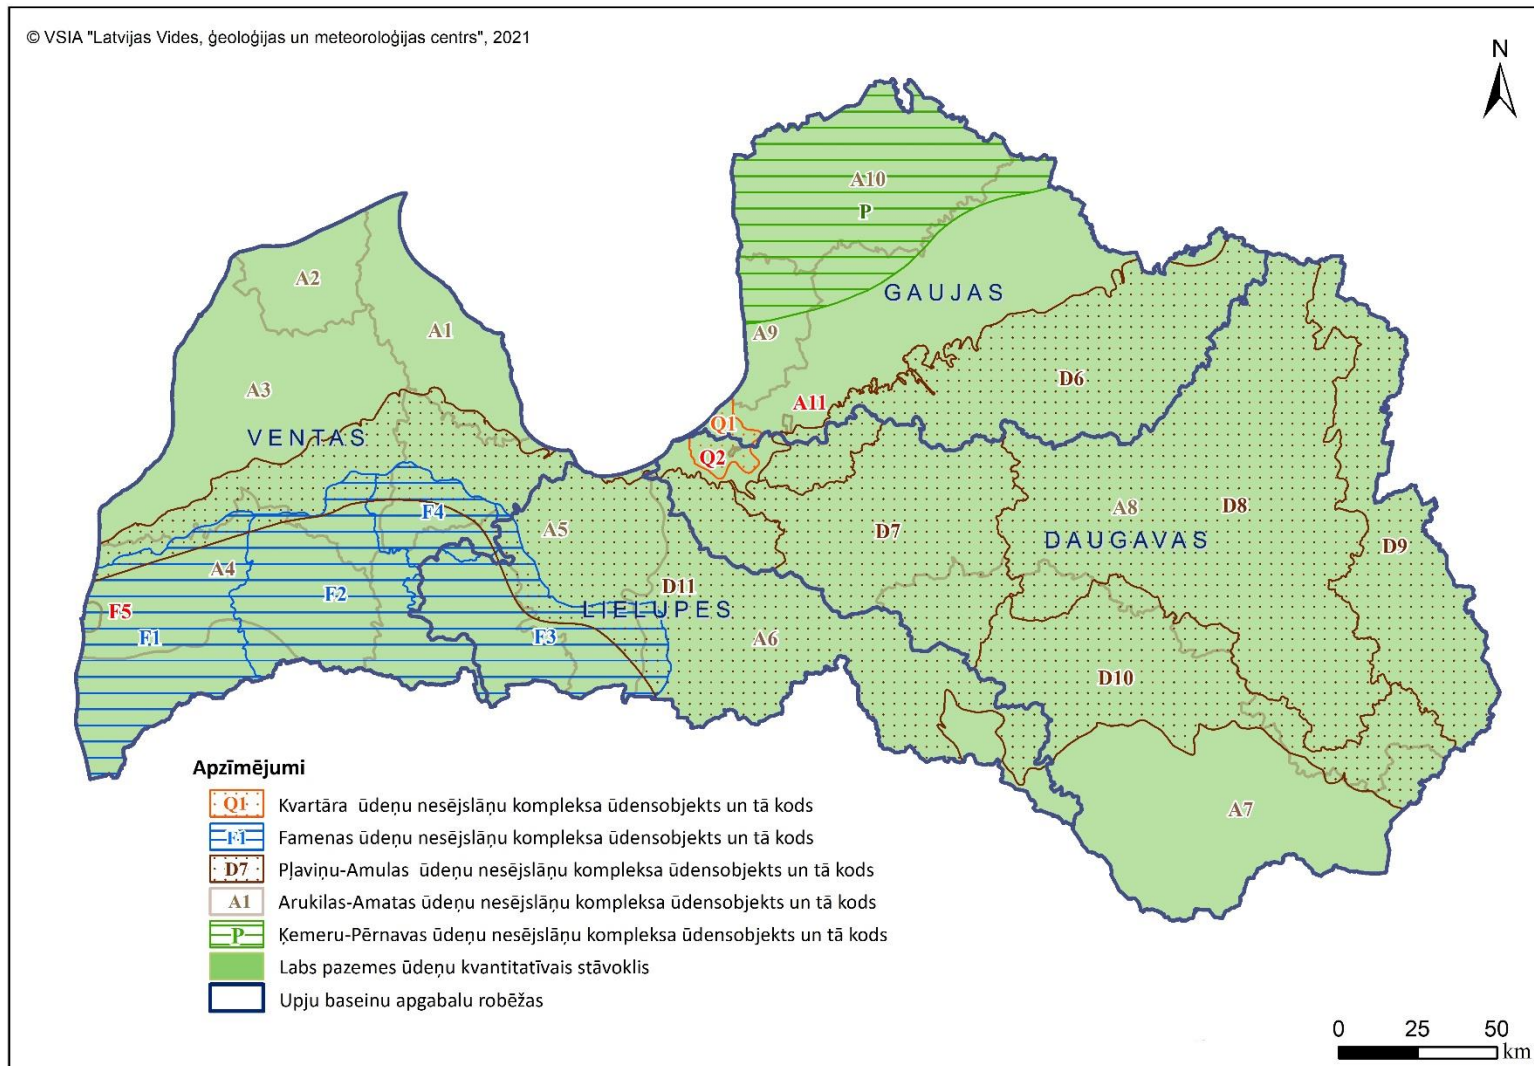 © VSIA "Latvijas Vides, ģeoloģijas un meteoroloģijas centrs", 2021
N
A10
P
A2
GAUJAS
A1
A9
A3
D6
A11
Q1
VENTAS
Q2
F4
A5
A8
D8
D7
DAUGAVAS
D9
A4
F2
D11
F5
LIELUPES
F1
F3
A6
D10
A7
Apzīmējumi
Q1 Kvartāra ūdeņu nesējslāņu kompleksa ūdensobjekts un tā kods
F1 Famenas ūdeņu nesējslāņu kompleksa ūdensobjekts un tā kods
D7 Pļaviņu-Amulas ūdeņu nesējslāņu kompleksa ūdensobjekts un tā kods
A1 Arukilas-Amatas ūdeņu nesējslāņu kompleksa ūdensobjekts un tā kods
P Ķemeru-Pērnavas ūdeņu nesējslāņu kompleksa ūdensobjekts un tā kods
Labs pazemes ūdeņu kvantitatīvais stāvoklis
Upju baseinu apgabalu robēžas
0 25 50
km